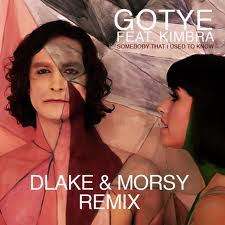 GOTYE
FEAT. KIMBRA
SOMEBODY THAT I USED TO KNOW
DLAKE & MORSY
REMIX